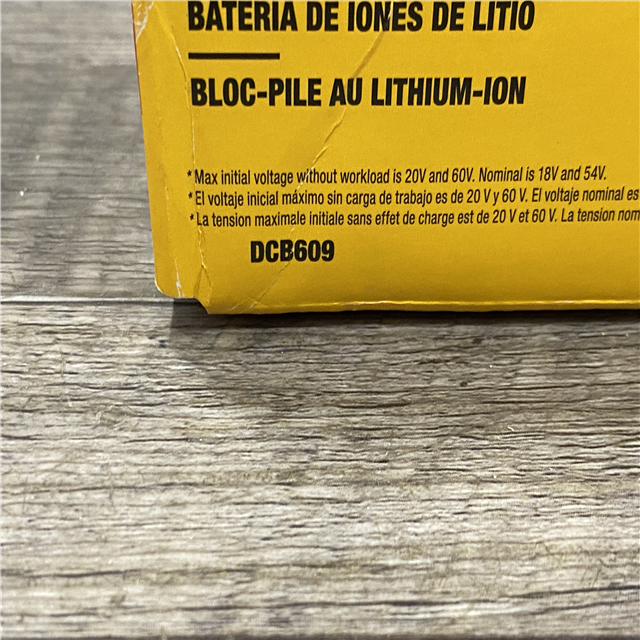 BATERÍA DE IONES DE LITIO
BLOC-PILE AU LITHIUM-ION
*Max initial voltage without workload is 20V and 60V. Nominal is 18V and 54V.
*El voltaje inicial máximo sin carga de trabajo es de 20 V y 60 V. El voltaje nominal es
*La tension maximale initiale sans effet de charge est de 20 V et 60 V. La tension nom
DCB609